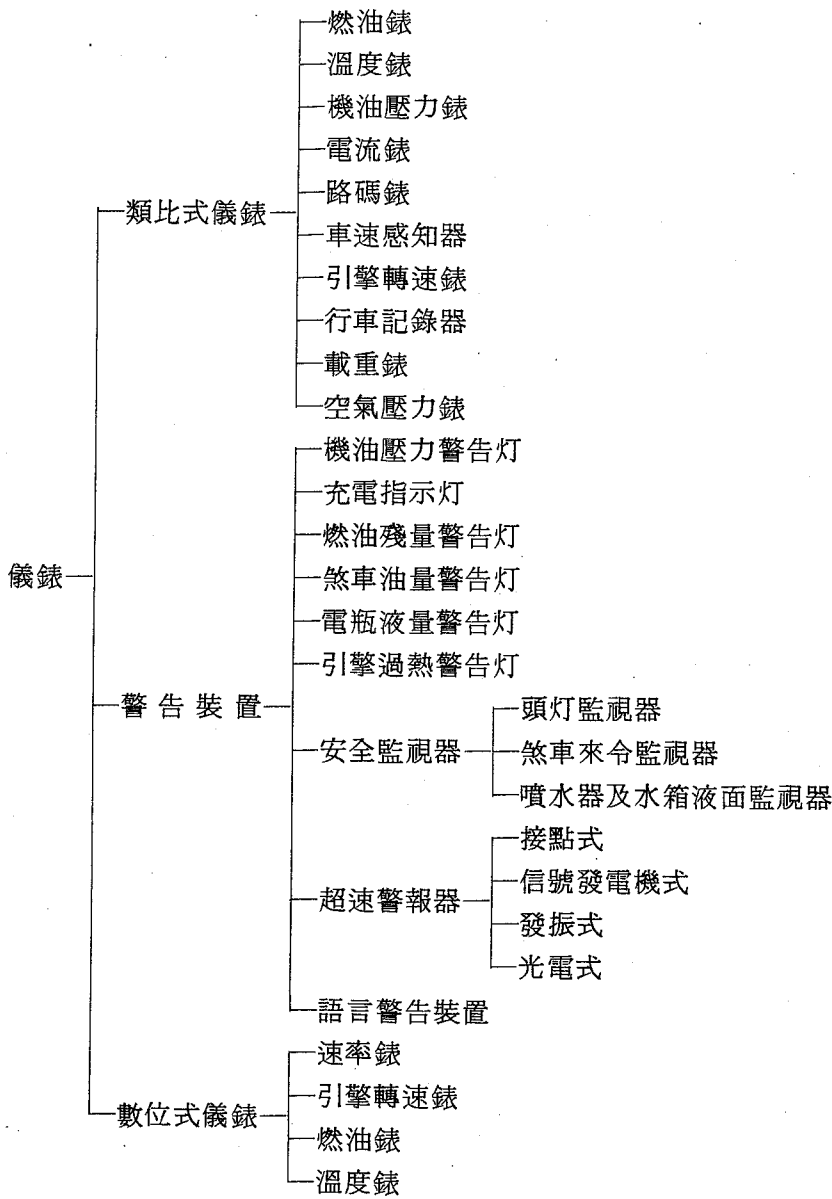 儀錶
類比式儀錶
燃油錶
溫度錶
機油壓力錶
電流錶
路碼錶
車速感知器
引擎轉速錶
行車記錄器
載重錶
空氣壓力錶
警告裝置
機油壓力警告灯
充電指示灯
燃油殘量警告灯
煞車油量警告灯
電瓶液量警告灯
引擎過熱警告灯
安全監視器
頭灯監視器
煞車來令監視器
噴水器及水箱液面監視器
超速警報器
接點式
信號發電機式
發振式
光電式
語言警告裝置
數位式儀錶
速率錶
引擎轉速錶
燃油錶
溫度錶